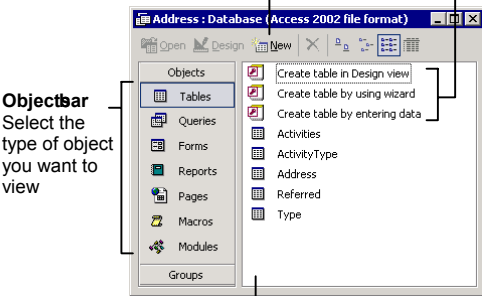 Address : Database (Access 2002 file format)
Open Design New
Objects
Tables
Queries
Forms
Reports
Pages
Macros
Modules
Groups
Create table in Design view
Create table by using wizard
Create table by entering data
Activities
ActivityType
Address
Referred
Type
Objects bar
Select the
type of object
you want to
view